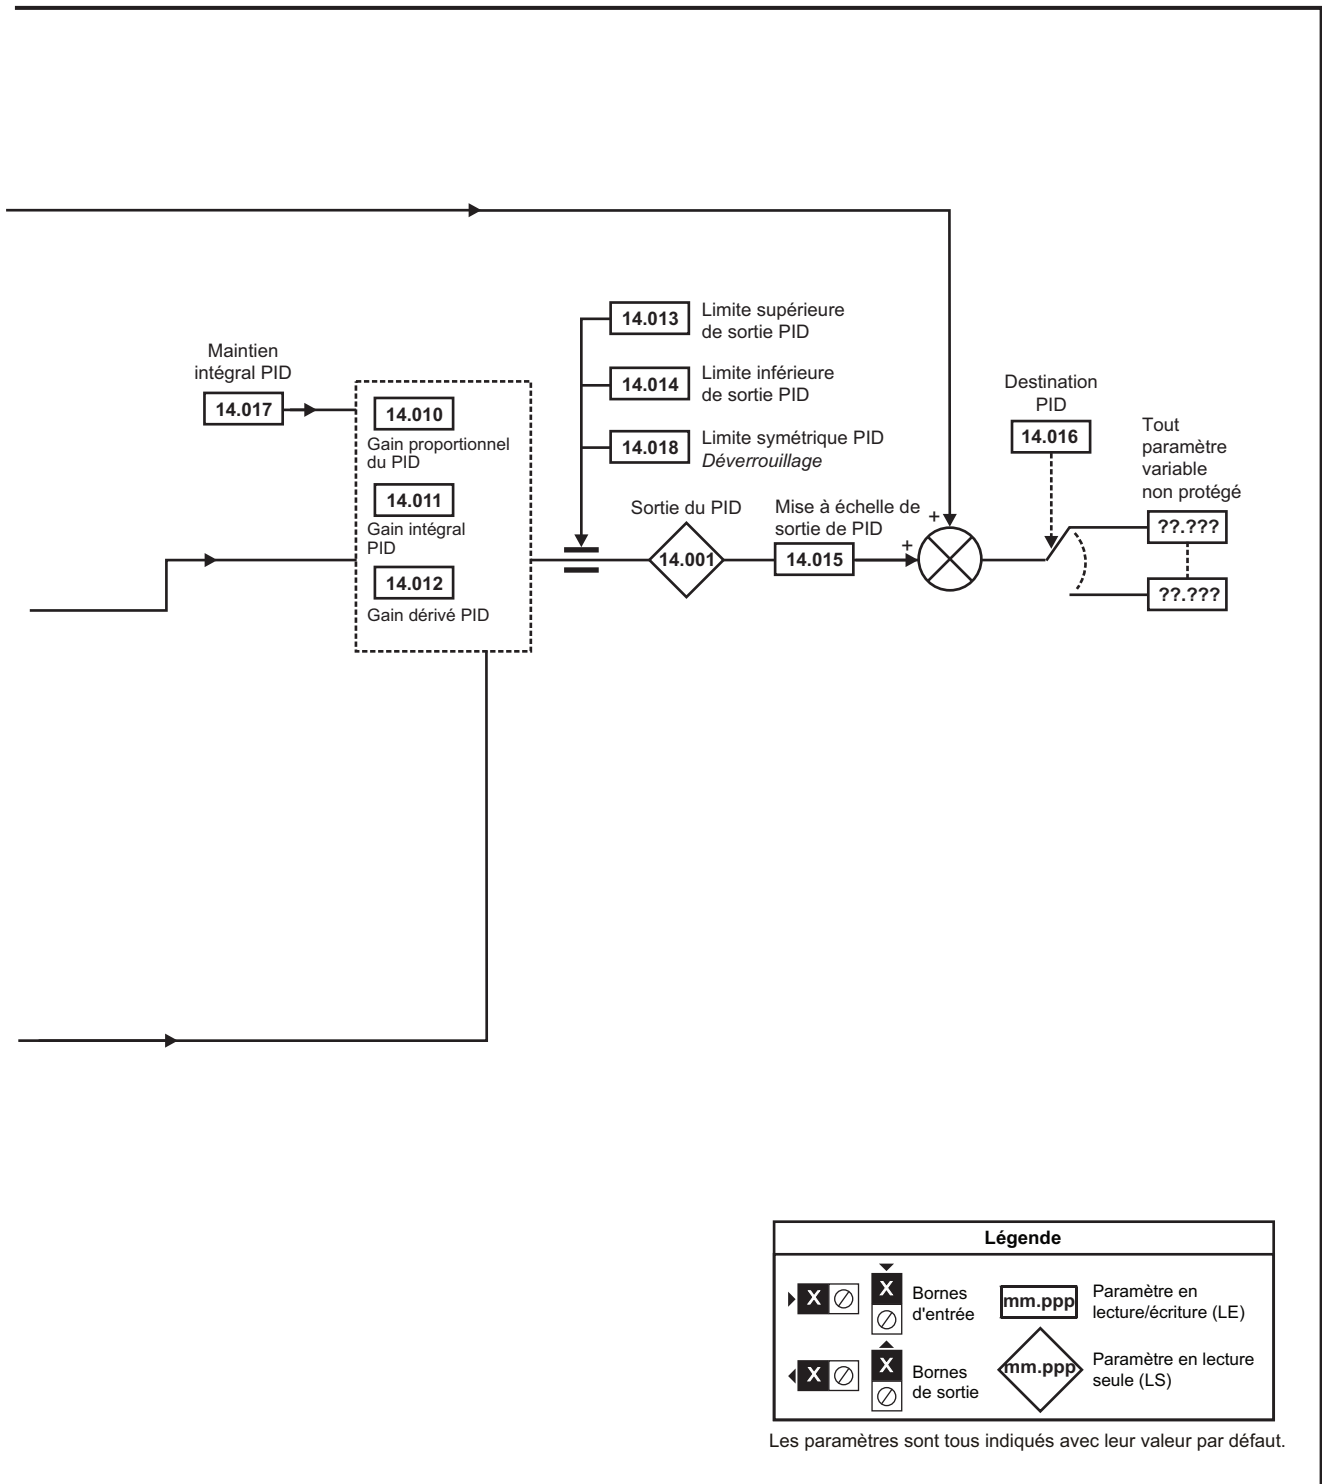 Maintien
intégral PID
14.017
14.010
Gain proportionnel
du PID
14.011
Gain intégral
PID
14.012
Gain dérivé PID
14.013
Limite supérieure
de sortie PID
14.014
Limite inférieure
de sortie PID
14.018
Limite symétrique PID
Déverrouillage
Sortie du PID
14.001
Mise à échelle de
sortie de PID
14.015
+
+
Destination
PID
14.016
Tout
paramètre
variable
non protégé
??.???
??.???
Légende
X
X
Bornes
d'entrée
mm.ppp
Paramètre en
lecture/écriture (LE)
X
X
Bornes
de sortie
mm.ppp
Paramètre en lecture
seule (LS)
Les paramètres sont tous indiqués avec leur valeur par défaut.